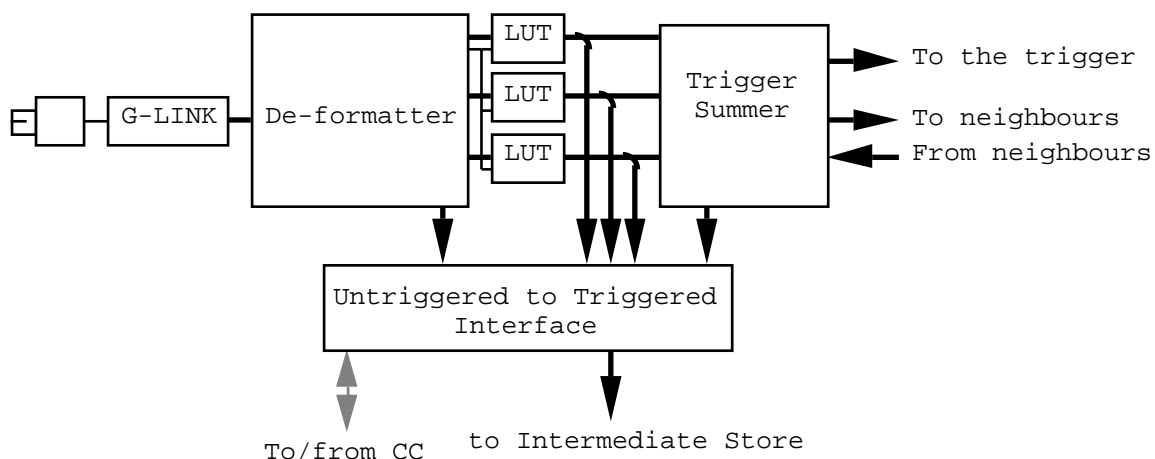 LUT
To the trigger
Trigger
Summer
G-LINK
De-formatter
LUT
To neighbours
LUT
From neighbours
Untriggered to Triggered
Interface
To/from CC
to Intermediate Store